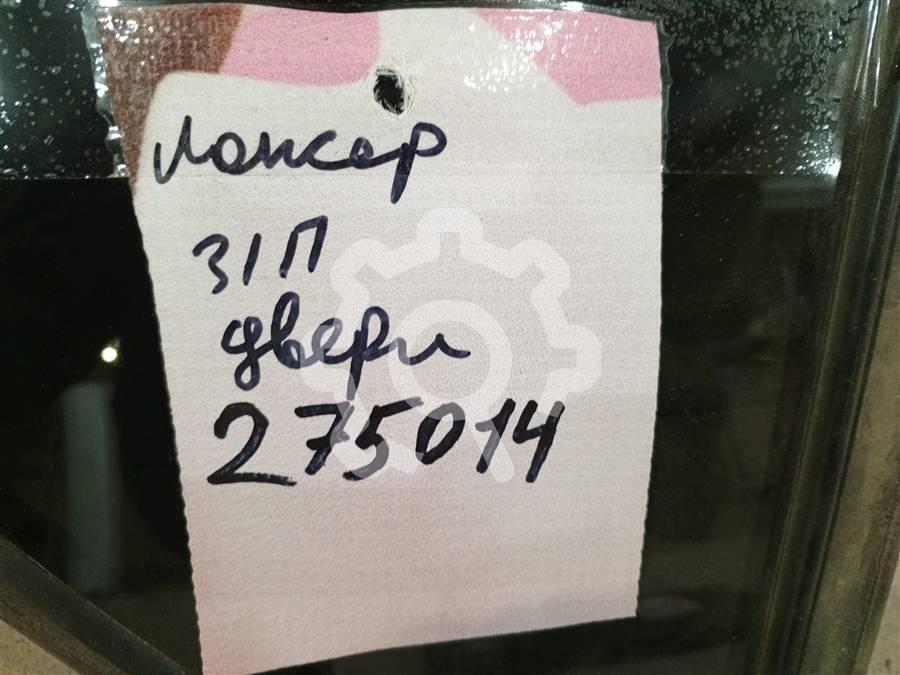 Лансер
З/П
двери
275014